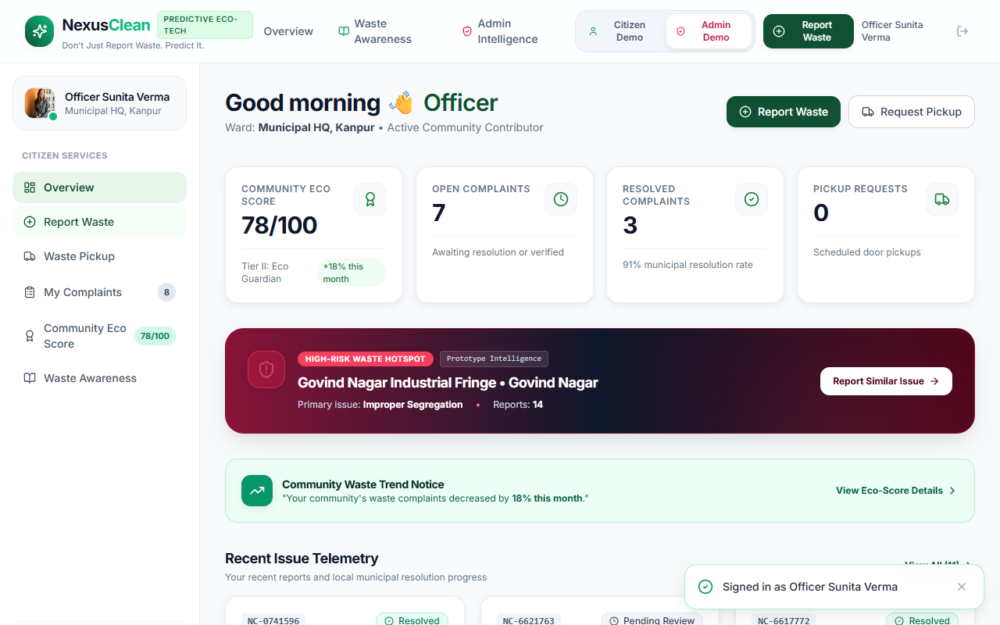 NexusClean
PREDICTIVE ECO-
TECH
Don't Just Report Waste. Predict It.
Overview
Waste
Awareness
Admin
Intelligence
Citizen
Demo
Admin
Demo
Report
Waste
Officer Sunita
Verma
Officer Sunita Verma
Municipal HQ, Kanpur
CITIZEN SERVICES
Overview
Report Waste
Waste Pickup
My Complaints
8
Community Eco
Score
78/100
Waste Awareness
Good morning 👋 Officer
Ward: Municipal HQ, Kanpur • Active Community Contributor
Report Waste
Request Pickup
COMMUNITY ECO
SCORE
78/100
Tier II: Eco
Guardian
+18% this
month
OPEN COMPLAINTS
7
Awaiting resolution or verified
RESOLVED
COMPLAINTS
3
91% municipal resolution rate
PICKUP REQUESTS
0
Scheduled door pickups
HIGH-RISK WASTE HOTSPOT
Prototype Intelligence
Govind Nagar Industrial Fringe • Govind Nagar
Primary issue: Improper Segregation • Reports: 14
Report Similar Issue
Community Waste Trend Notice
"Your community's waste complaints decreased by 18% this month."
View Eco-Score Details
Recent Issue Telemetry
Your recent reports and local municipal resolution progress
View All (11)
NC-0741596
Resolved
NC-6621763
Pending Review
NC-6617772
Resolved
Signed in as Officer Sunita Verma